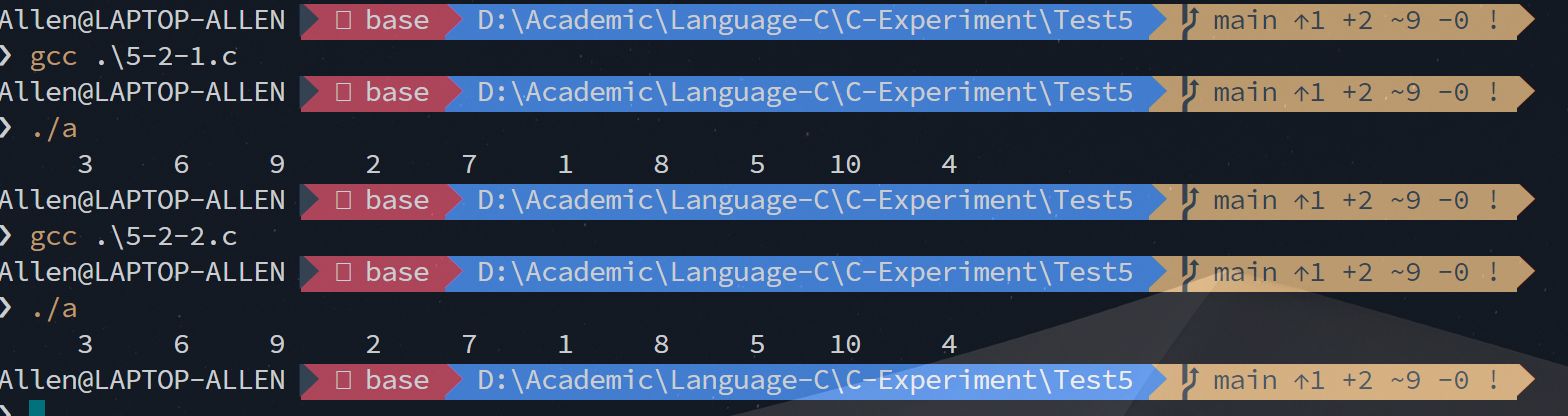 Allen@LAPTOP-ALLEN base D:\Academic\Language-C\C-Experiment\Test5 main ↑1 +2 ~9 -0 !
❯ gcc .\5-2-1.c
Allen@LAPTOP-ALLEN base D:\Academic\Language-C\C-Experiment\Test5 main ↑1 +2 ~9 -0 !
❯ ./a
3 6 9 2 7 1 8 5 10 4
Allen@LAPTOP-ALLEN base D:\Academic\Language-C\C-Experiment\Test5 main ↑1 +2 ~9 -0 !
❯ gcc .\5-2-2.c
Allen@LAPTOP-ALLEN base D:\Academic\Language-C\C-Experiment\Test5 main ↑1 +2 ~9 -0 !
❯ ./a
3 6 9 2 7 1 8 5 10 4
Allen@LAPTOP-ALLEN base D:\Academic\Language-C\C-Experiment\Test5 main ↑1 +2 ~9 -0 !
❯